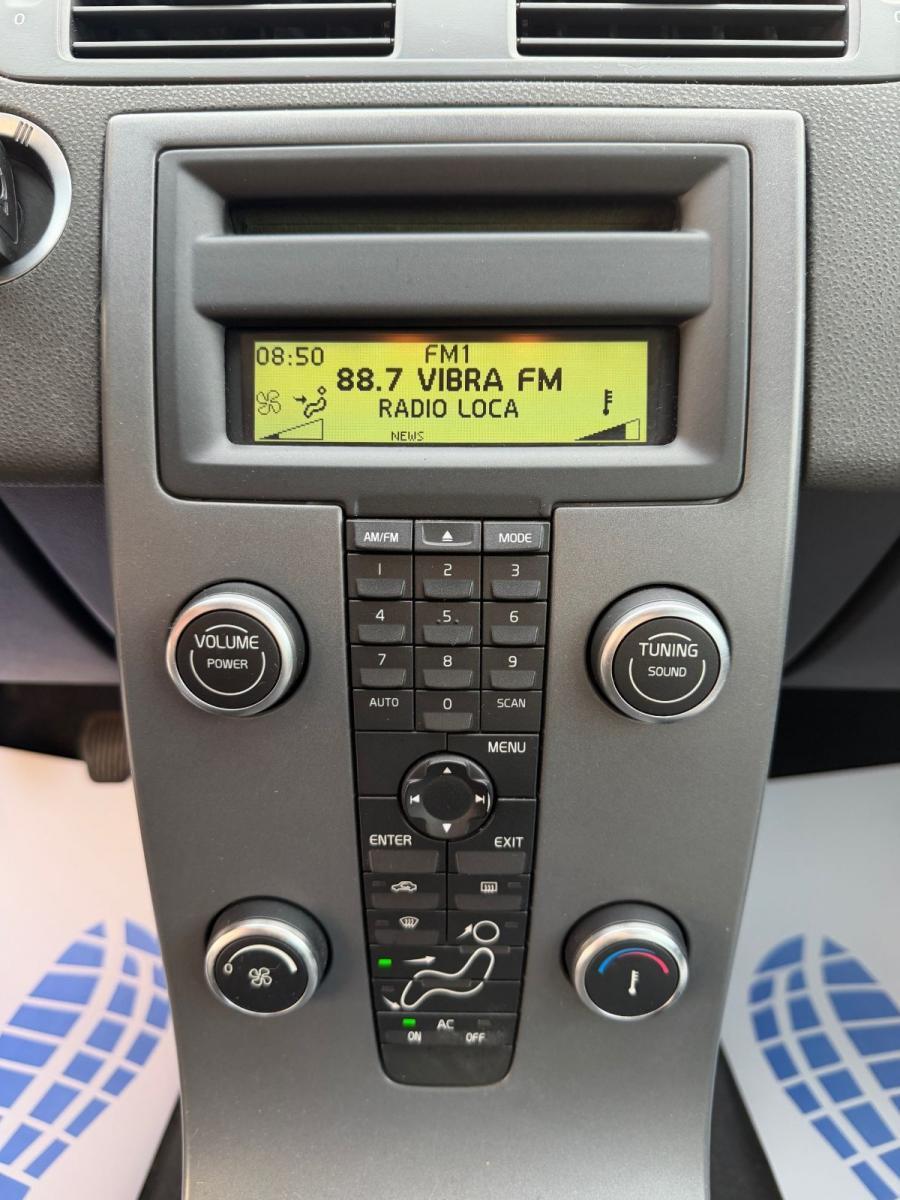 08:50 FM1
88.7 VIBRA FM
RADIO LOCA
NEWS
AM/FM MODE
1 2 3
4 5 6
7 8 9
AUTO 0 SCAN
VOLUME
POWER
TUNING
SOUND
MENU
ENTER EXIT
0
AC
ON OFF